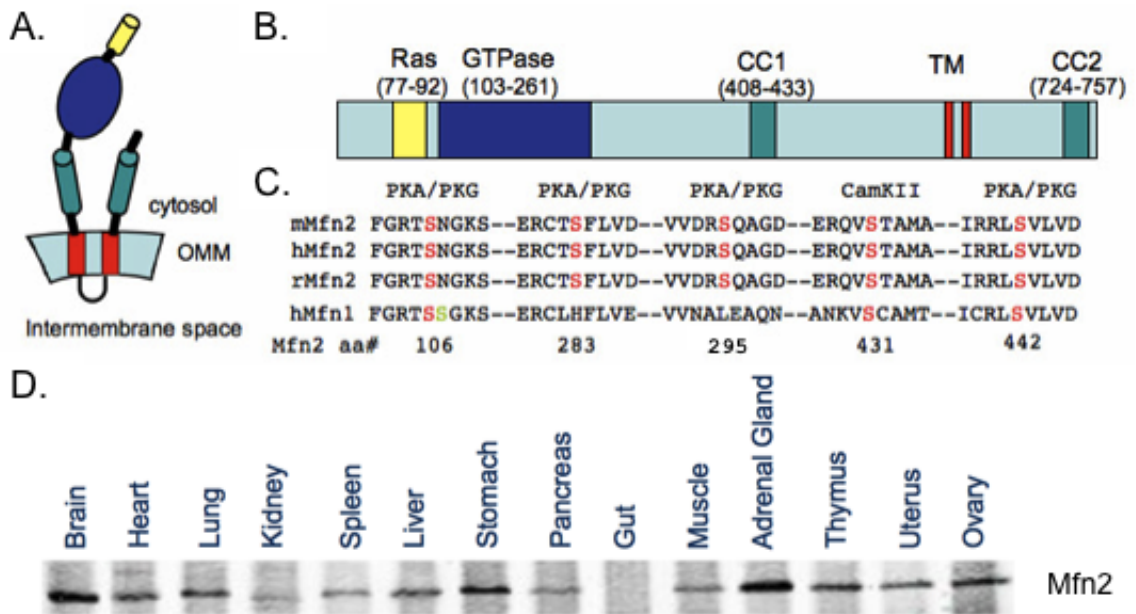 A.
cytosol
OMM
Intermembrane space
B.
Ras GTPase CC1 TM CC2
(77-92) (103-261) (408-433) (724-757)
C.
PKA/PKG PKA/PKG PKA/PKG CamKII PKA/PKG
mMfn2 FGRTSNGKS--ERCTSFLVD--VVDRSQAGD--ERQVSTAMA--IRRLSVLVD
hMfn2 FGRTSNGKS--ERCTSFLVD--VVDRSQAGD--ERQVSTAMA--IRRLSVLVD
rMfn2 FGRTSNGKS--ERCTSFLVD--VVDRSQAGD--ERQVSTAMA--IRRLSVLVD
hMfn1 FGRTSSGKS--ERCLHFLVE--VVNALEAQN--ANKVSCAMT--ICRLSVLVD
Mfn2 aa# 106 283 295 431 442
D.
Brain Heart Lung Kidney Spleen Liver Stomach Pancreas Gut Muscle Adrenal Gland Thymus Uterus Ovary
Mfn2